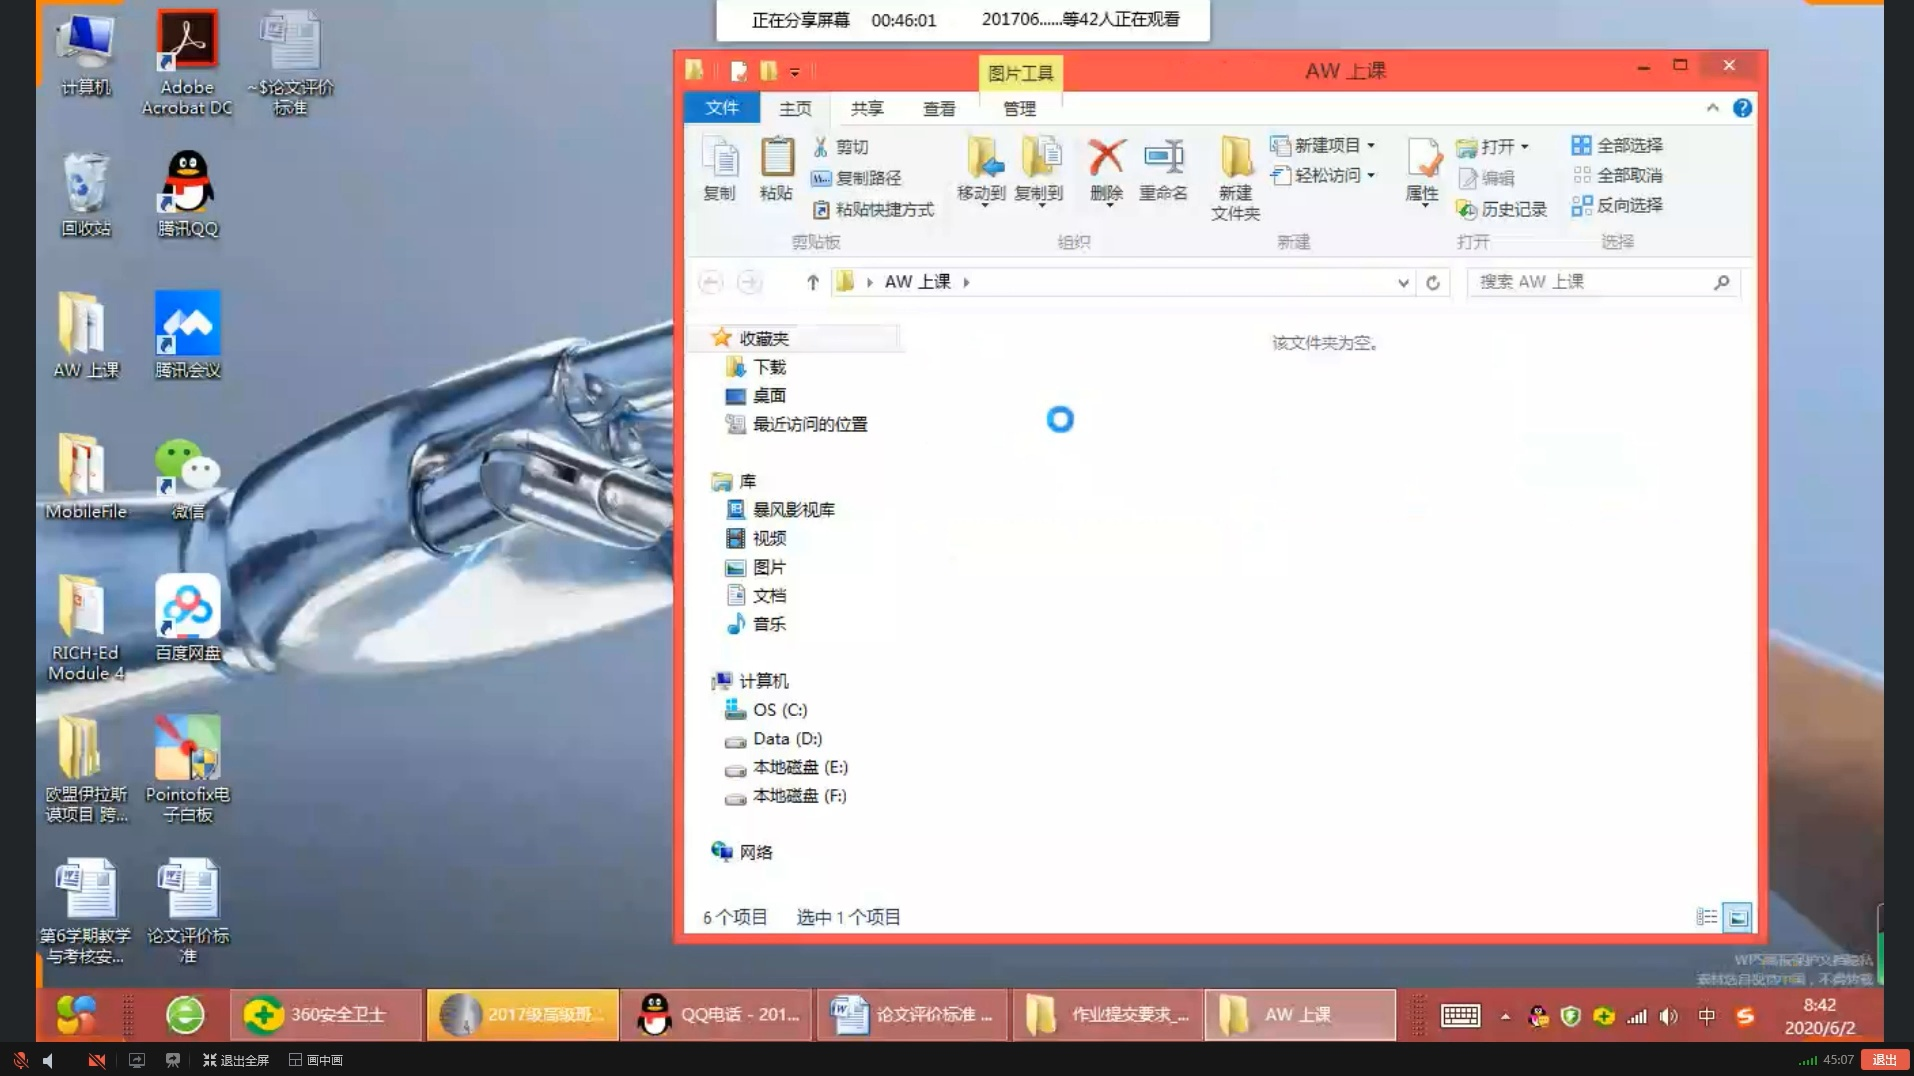 正在分享屏幕 00:46:01 201706......等42人正在观看
计算机
Adobe
Acrobat DC
~$论文评价
标准
回收站
腾讯QQ
AW 上课
腾讯会议
MobileFile
微信
RICH-Ed
Module 4
百度网盘
欧盟伊拉斯
谟项目 跨...
Pointofix电
子白板
第6学期教学
与考核安...
论文评价标
准
图片工具
AW 上课
文件 主页 共享 查看 管理
复制
粘贴
剪切
复制路径
粘贴快捷方式
剪贴板
移动到 复制到 删除 重命名
组织
新建
文件夹
新建项目
轻松访问
新建
属性
打开
编辑
历史记录
打开
全部选择
全部取消
反向选择
选择
AW 上课
搜索 AW 上课
该文件夹为空。
收藏夹
下载
桌面
最近访问的位置
库
暴风影视库
视频
图片
文档
音乐
计算机
OS (C:)
Data (D:)
本地磁盘 (E:)
本地磁盘 (F:)
网络
6 个项目 选中 1 个项目
360安全卫士
2017级高级班...
QQ电话 - 201...
论文评价标准 ...
作业提交要求_...
AW 上课
中
8:42
2020/6/2
退出全屏 画中画
45:07 退出